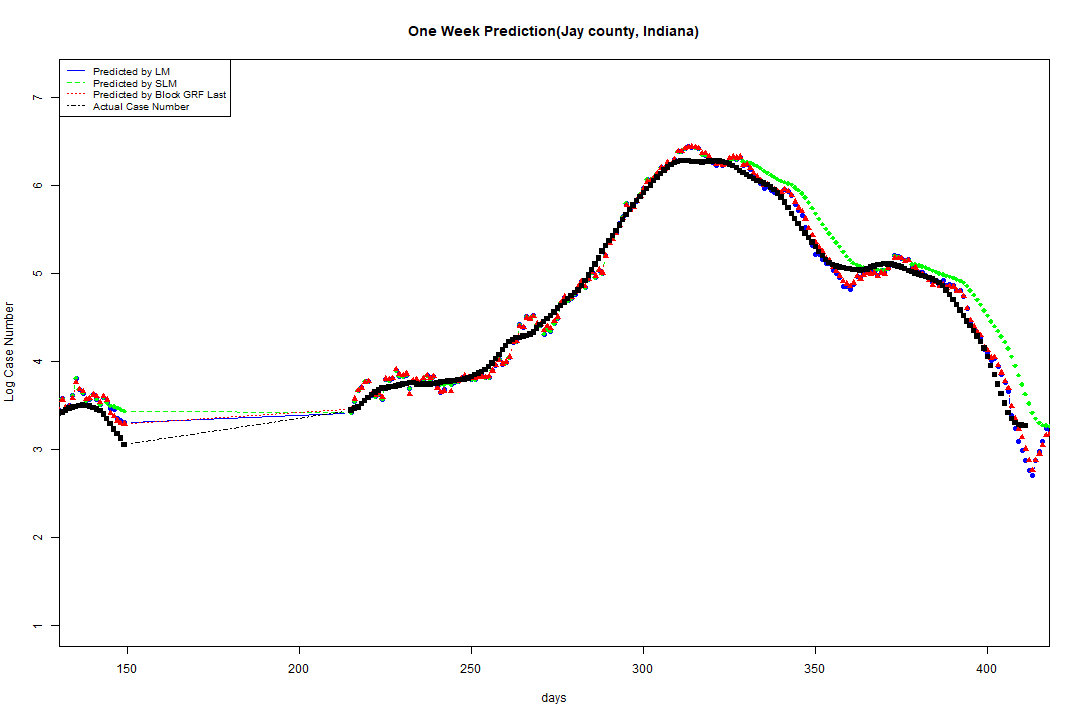 One Week Prediction(Jay county, Indiana)
Predicted by LM
Predicted by SLM
Predicted by Block GRF Last
Actual Case Number
Log Case Number
7
6
5
4
3
2
1
150 200 250 300 350 400
days